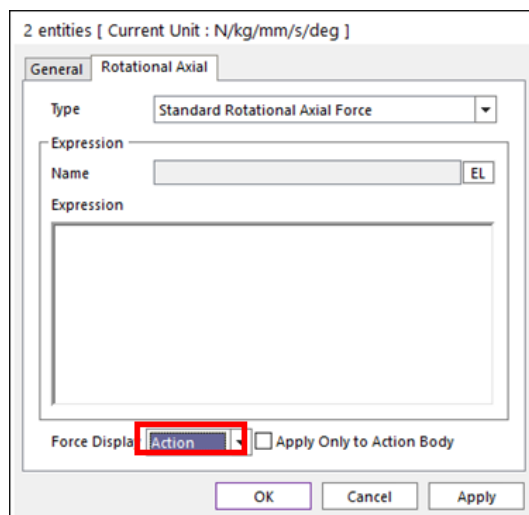 2 entities [ Current Unit : N/kg/mm/s/deg ]
General Rotational Axial
Type Standard Rotational Axial Force
Expression
Name EL
Expression
Force Display Action Apply Only to Action Body
OK Cancel Apply